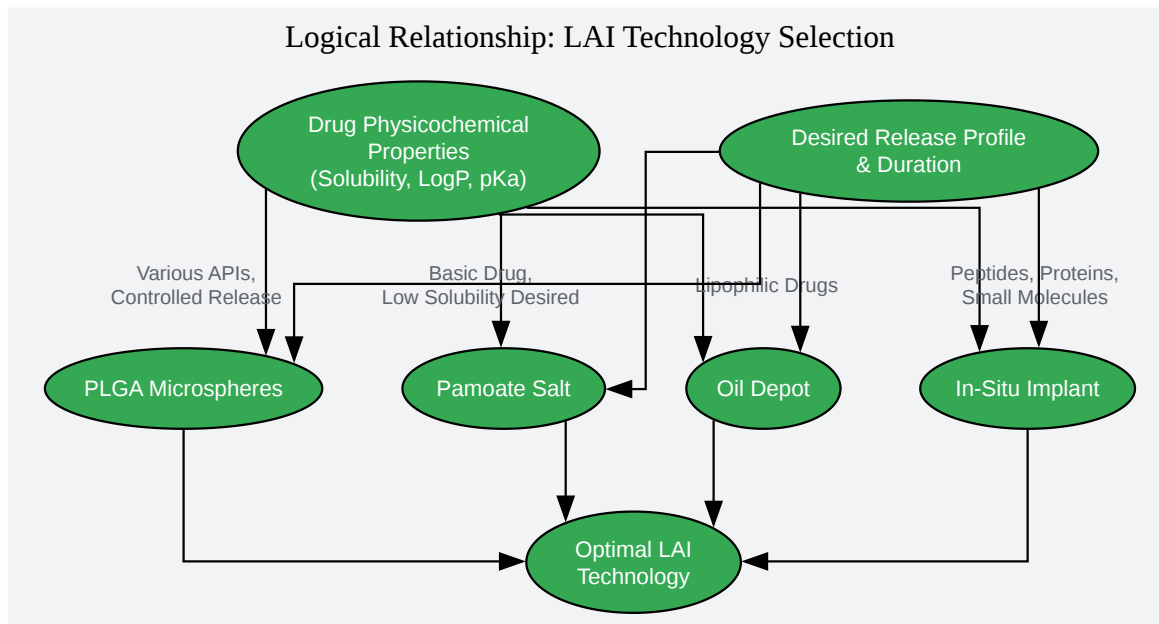 Logical Relationship: LAI Technology Selection
Drug Physicochemical
Properties
(Solubility, LogP, pKa)
Desired Release Profile
& Duration
Various APIs,
Controlled Release
Basic Drug,
Low Solubility Desired
Lipophilic Drugs
Peptides, Proteins,
Small Molecules
PLGA Microspheres
Pamoate Salt
Oil Depot
In-Situ Implant
Optimal LAI
Technology